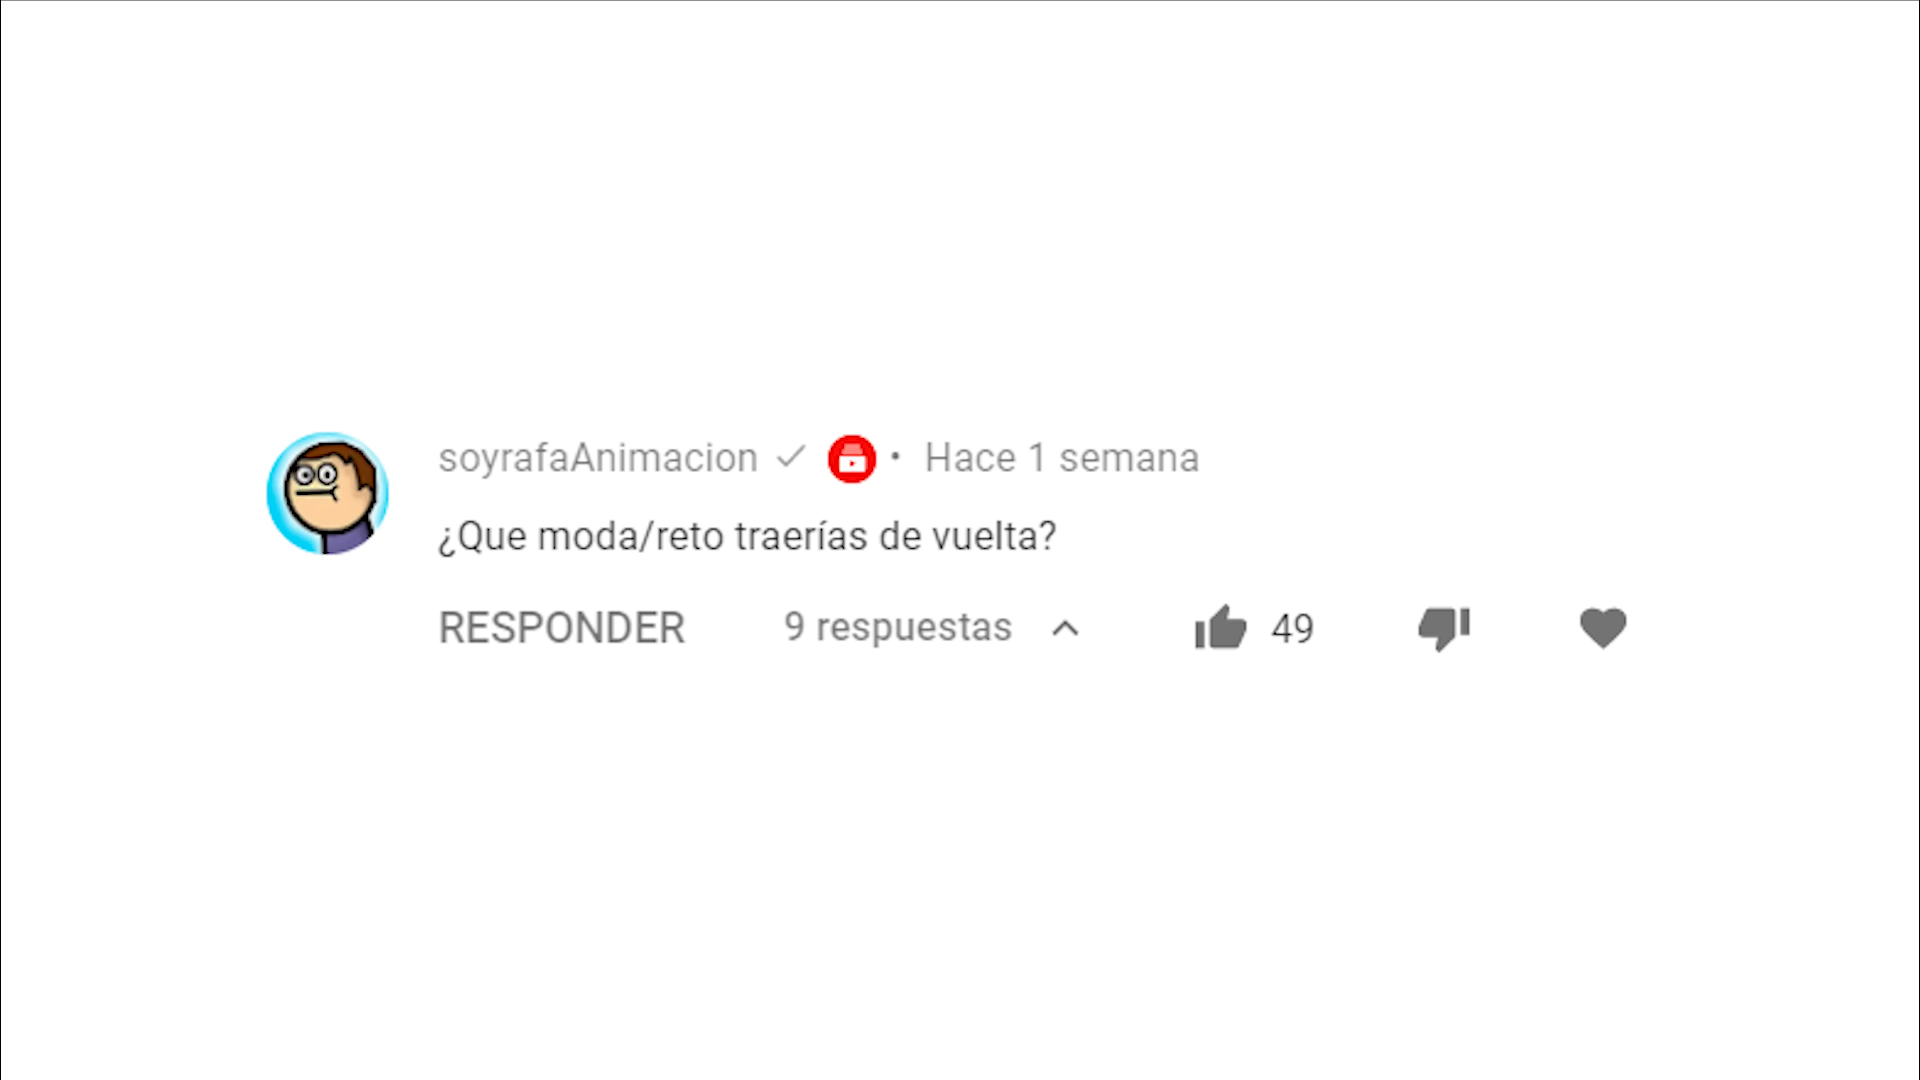 soyrafaAnimacion • Hace 1 semana
¿Que moda/reto traerías de vuelta?
RESPONDER 9 respuestas 49